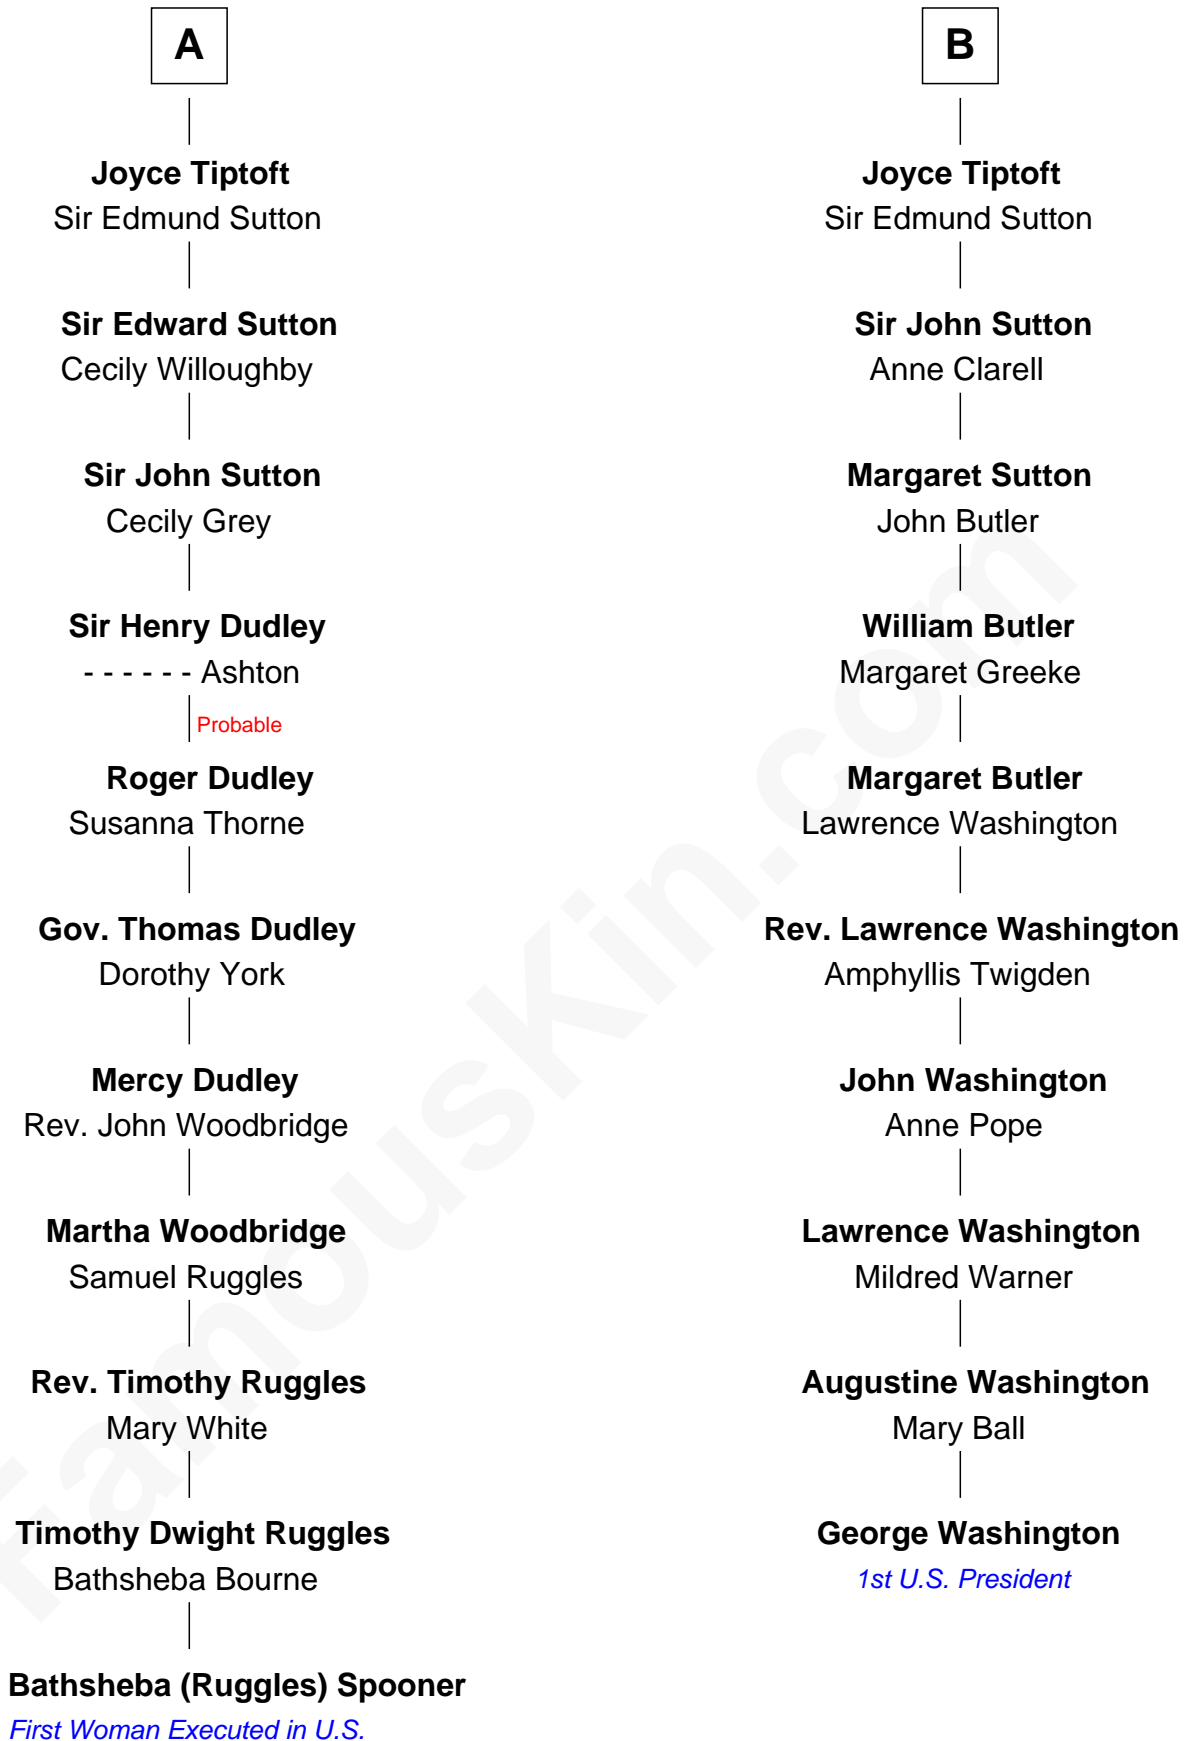 A
Joyce Tiptoft
Sir Edmund Sutton
Sir Edward Sutton
Cecily Willoughby
Sir John Sutton
Cecily Grey
Sir Henry Dudley
- - - - - - Ashton
Probable
Roger Dudley
Susanna Thorne
Gov. Thomas Dudley
Dorothy York
Mercy Dudley
Rev. John Woodbridge
Martha Woodbridge
Samuel Ruggles
Rev. Timothy Ruggles
Mary White
Timothy Dwight Ruggles
Bathsheba Bourne
Bathsheba (Ruggles) Spooner
First Woman Executed in U.S.
B
Joyce Tiptoft
Sir Edmund Sutton
Sir John Sutton
Anne Clarell
Margaret Sutton
John Butler
William Butler
Margaret Greeke
Margaret Butler
Lawrence Washington
Rev. Lawrence Washington
Amphyllis Twigden
John Washington
Anne Pope
Lawrence Washington
Mildred Warner
Augustine Washington
Mary Ball
George Washington
1st U.S. President
FamousKin.com